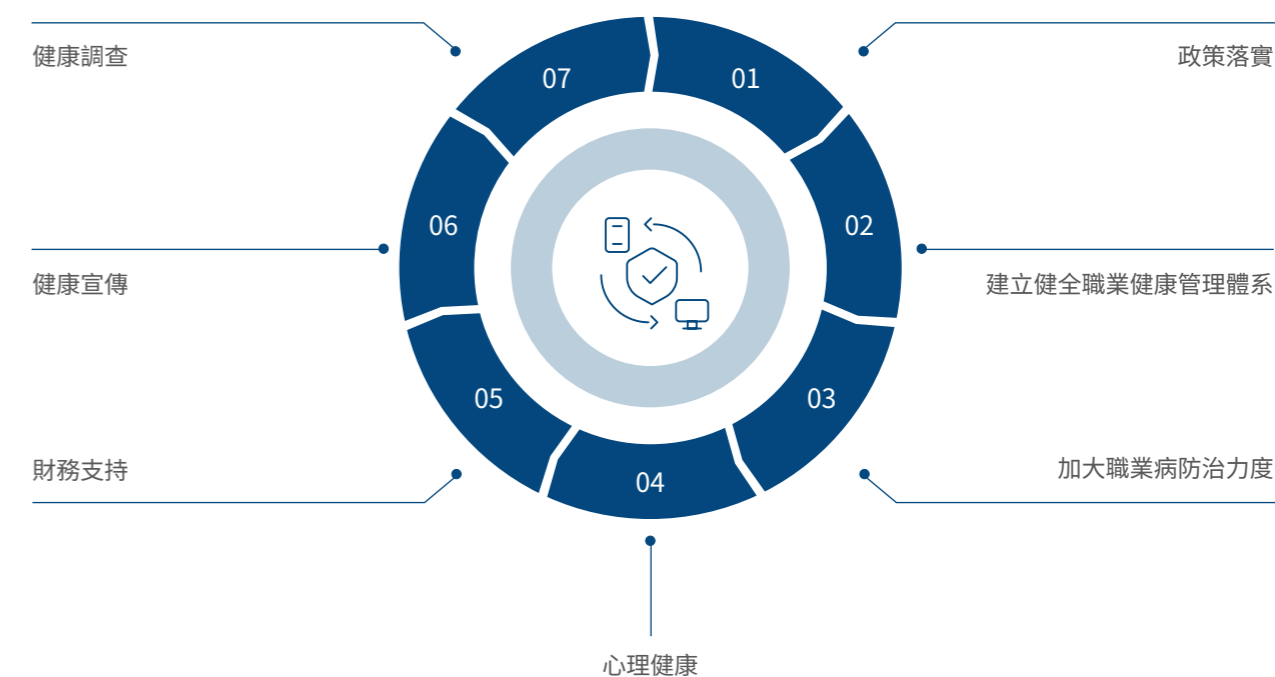 01
政策落實
02
建立健全職業健康管理體系
03
加大職業病防治力度
04
心理健康
05
財務支持
06
健康宣傳
07
健康調查